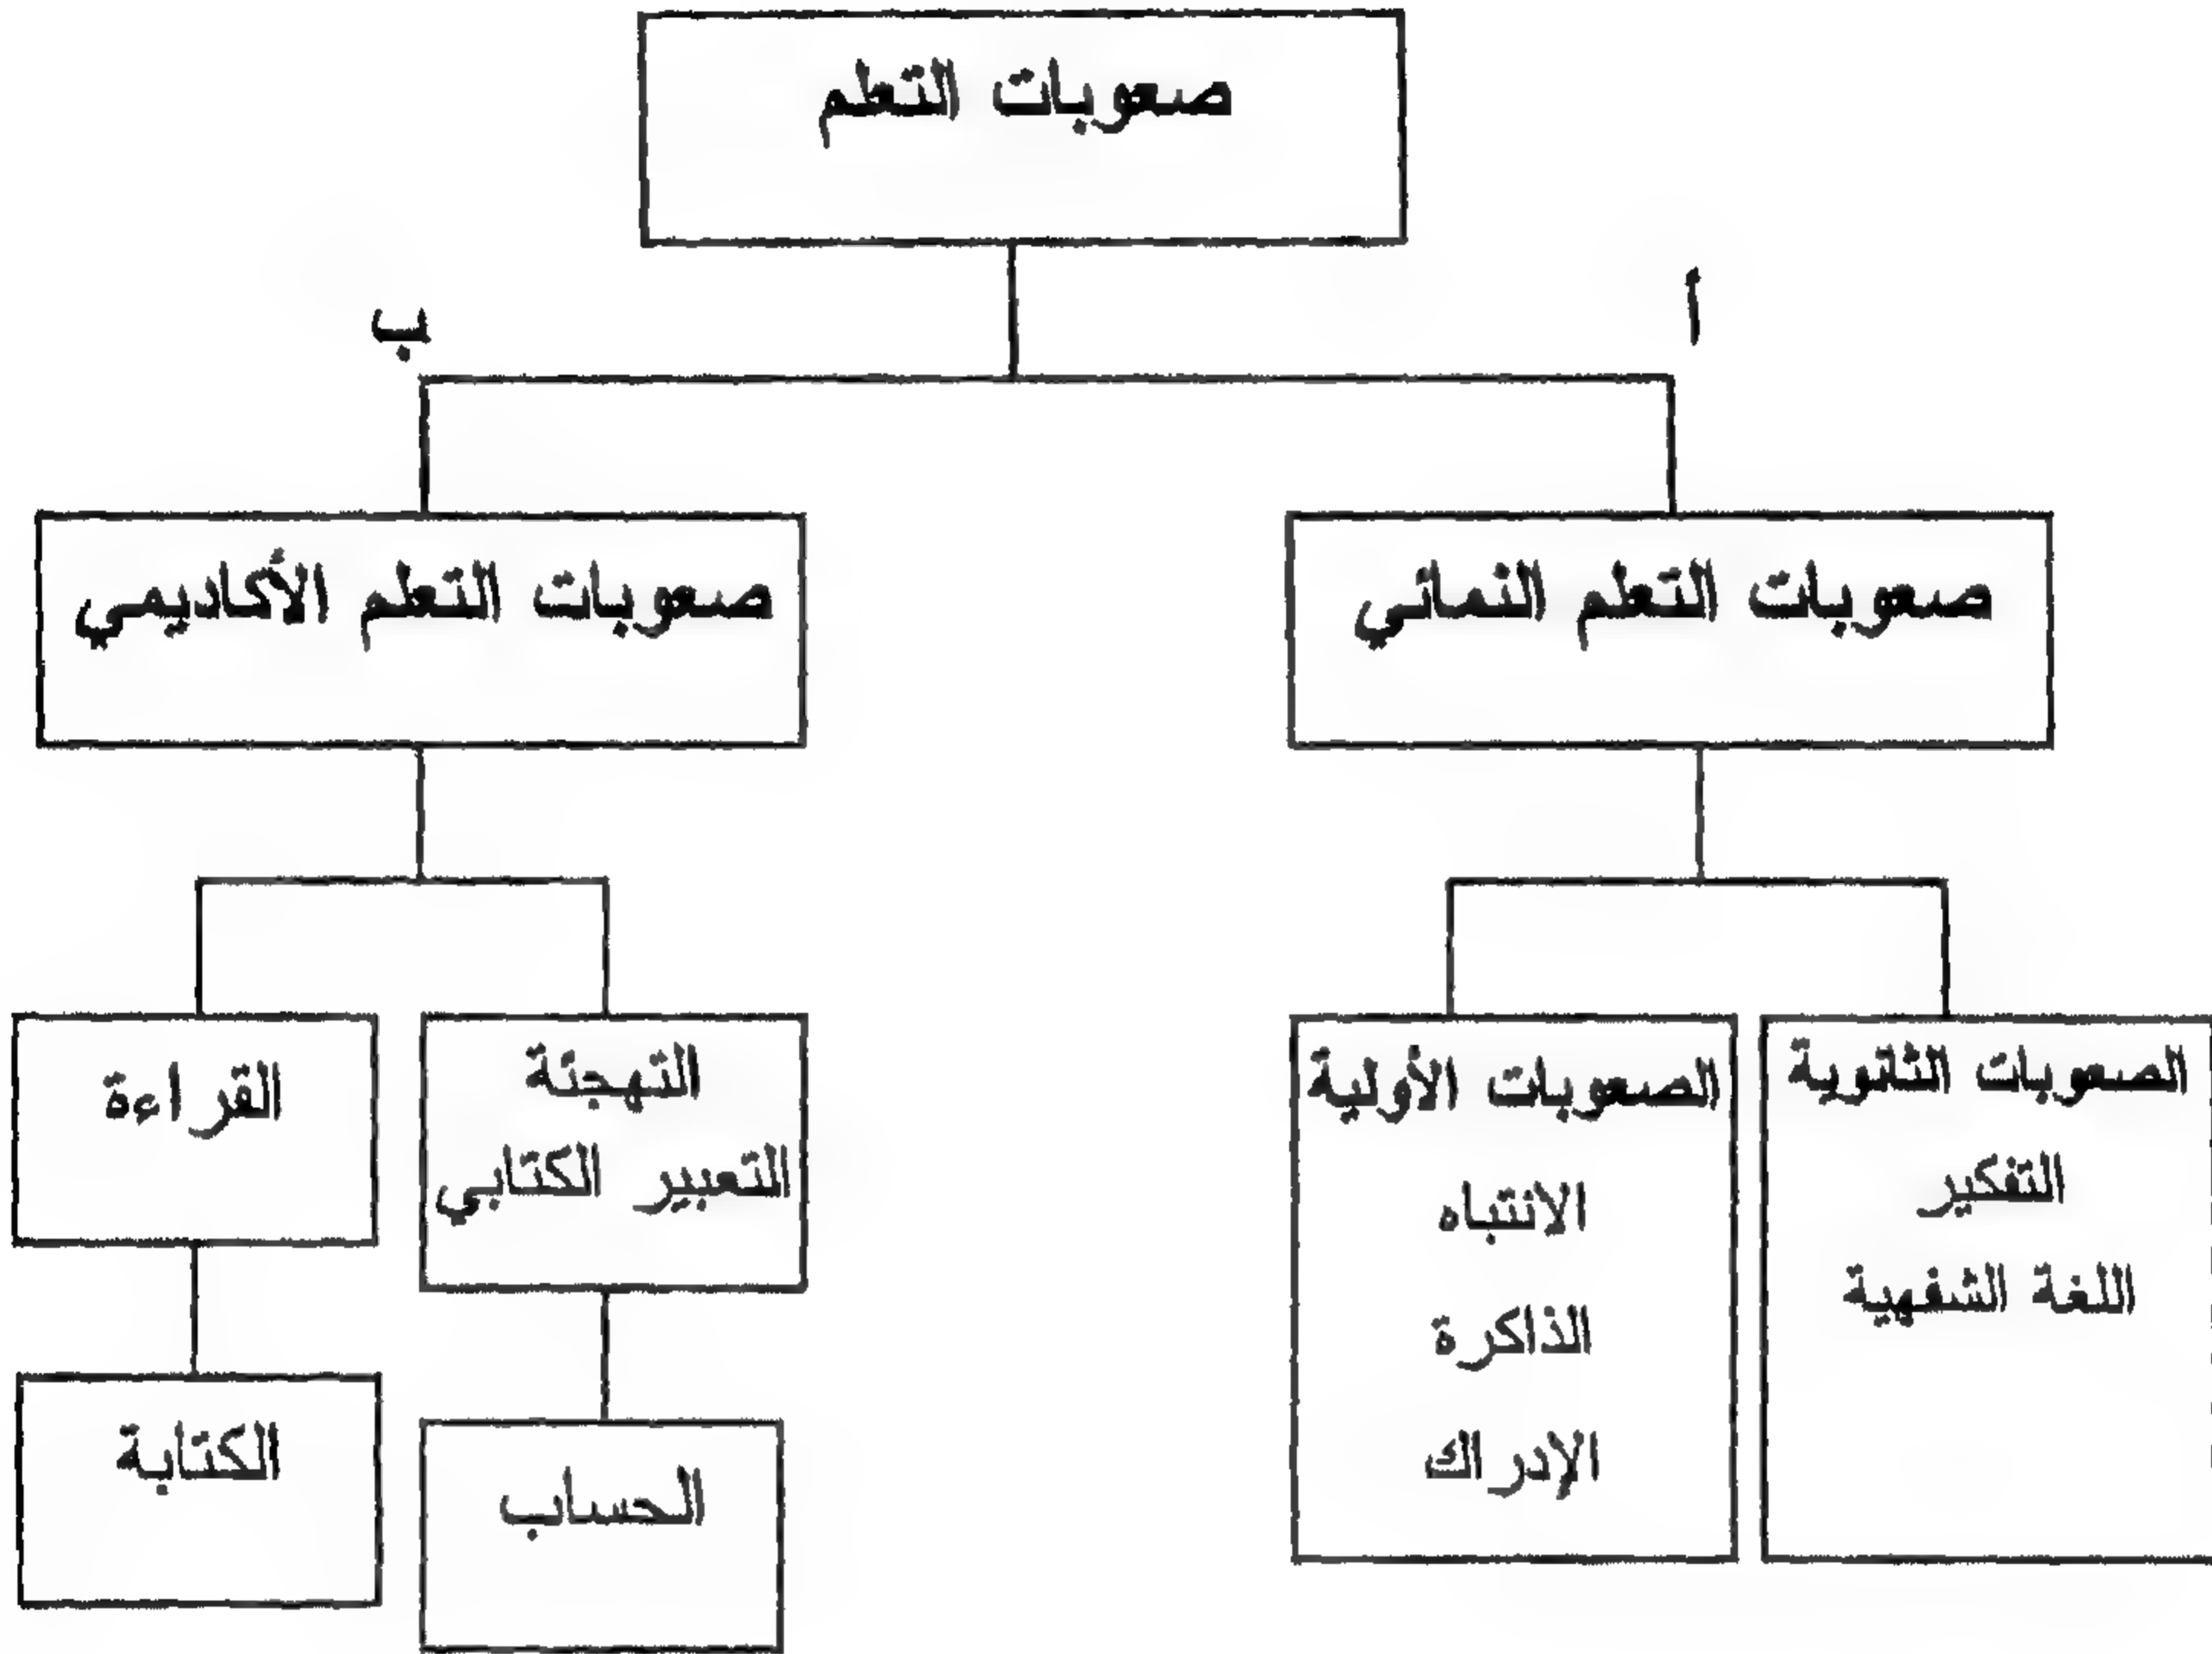 صعوبات التعلم
أ
ب
صعوبات التعلم النمائي
صعوبات التعلم الأكاديمي
الصعوبات الثانوية
التفكير
اللغة الشفهية
الصعوبات الأولية
الانتباه
الذاكرة
الإدراك
التهجئة
التعبير الكتابي
الحساب
القراءة
الكتابة